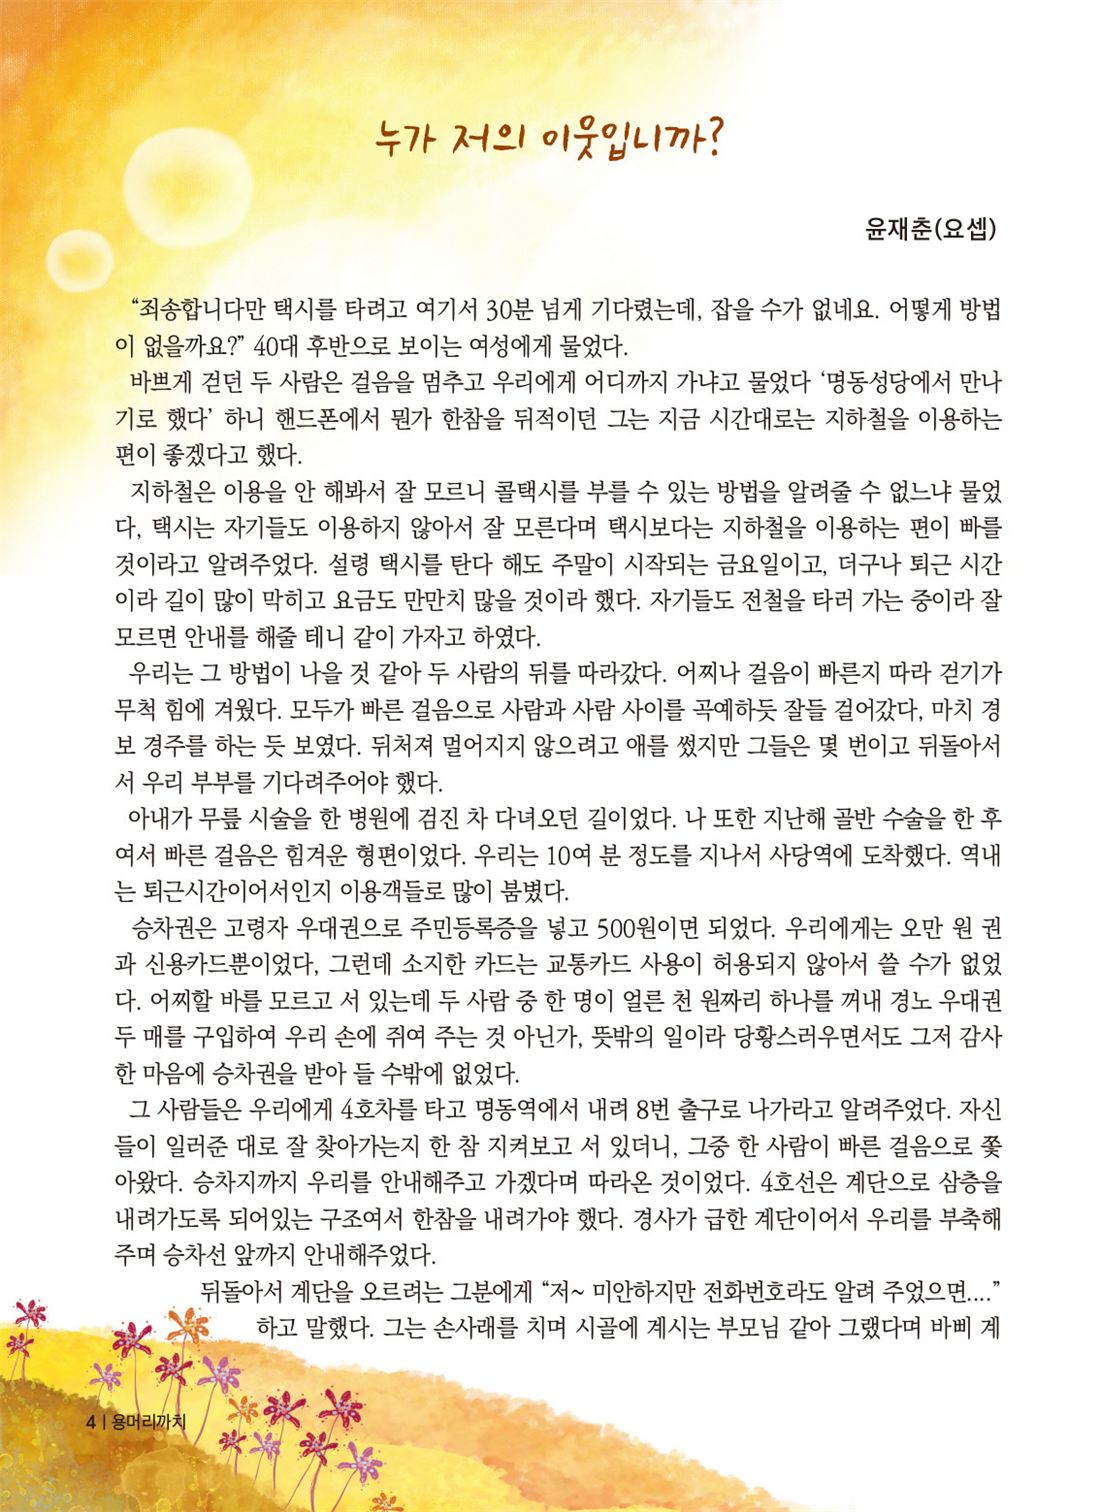 누가 저의 이웃입니까?
윤재춘(요셉)
“죄송합니다만 택시를 타려고 여기서 30분 넘게 기다렸는데, 잡을 수가 없네요. 어떻게 방법
이 없을까요?” 40대 후반으로 보이는 여성에게 물었다.
바쁘게 걷던 두 사람은 걸음을 멈추고 우리에게 어디까지 가냐고 물었다 ‘명동성당에서 만나
기로 했다’ 하니 핸드폰에서 뭔가 한참을 뒤적이던 그는 지금 시간대로는 지하철을 이용하는
편이 좋겠다고 했다.
지하철은 이용을 안 해봐서 잘 모르니 콜택시를 부를 수 있는 방법을 알려줄 수 없느냐 물었
다, 택시는 자기들도 이용하지 않아서 잘 모른다며 택시보다는 지하철을 이용하는 편이 빠를
것이라고 알려주었다. 설령 택시를 탄다 해도 주말이 시작되는 금요일이고, 더구나 퇴근 시간
이라 길이 많이 막히고 요금도 만만치 많을 것이라 했다. 자기들도 전철을 타러 가는 중이라 잘
모르면 안내를 해줄 테니 같이 가자고 하였다.
우리는 그 방법이 나을 것 같아 두 사람의 뒤를 따라갔다. 어찌나 걸음이 빠른지 따라 걷기가
무척 힘에 겨웠다. 모두가 빠른 걸음으로 사람과 사람 사이를 곡예하듯 잘들 걸어갔다, 마치 경
보 경주를 하는 듯 보였다. 뒤처져 멀어지지 않으려고 애를 썼지만 그들은 몇 번이고 뒤돌아서
서 우리 부부를 기다려주어야 했다.
아내가 무릎 시술을 한 병원에 검진 차 다녀오던 길이었다. 나 또한 지난해 골반 수술을 한 후
여서 빠른 걸음은 힘겨운 형편이었다. 우리는 10여 분 정도를 지나서 사당역에 도착했다. 역내
는 퇴근시간이어서인지 이용객들로 많이 붐볐다.
승차권은 고령자 우대권으로 주민등록증을 넣고 500원이면 되었다. 우리에게는 오만 원 권
과 신용카드뿐이었다, 그런데 소지한 카드는 교통카드 사용이 허용되지 않아서 쓸 수가 없었
다. 어찌할 바를 모르고 서 있는데 두 사람 중 한 명이 얼른 천 원짜리 하나를 꺼내 경노 우대권
두 매를 구입하여 우리 손에 쥐여 주는 것 아닌가, 뜻밖의 일이라 당황스러우면서도 그저 감사
한 마음에 승차권을 받아 들 수밖에 없었다.
그 사람들은 우리에게 4호차를 타고 명동역에서 내려 8번 출구로 나가라고 알려주었다. 자신
들이 일러준 대로 잘 찾아가는지 한 참 지켜보고 서 있더니, 그중 한 사람이 빠른 걸음으로 쫓
아왔다. 승차지까지 우리를 안내해주고 가겠다며 따라온 것이었다. 4호선은 계단으로 삼층을
내려가도록 되어있는 구조여서 한참을 내려가야 했다. 경사가 급한 계단이어서 우리를 부축해
주며 승차선 앞까지 안내해주었다.
뒤돌아서 계단을 오르려는 그분에게 “저~ 미안하지만 전화번호라도 알려 주었으면....”
하고 말했다. 그는 손사래를 치며 시골에 계시는 부모님 같아 그랬다며 바삐 계
4 | 용머리까치